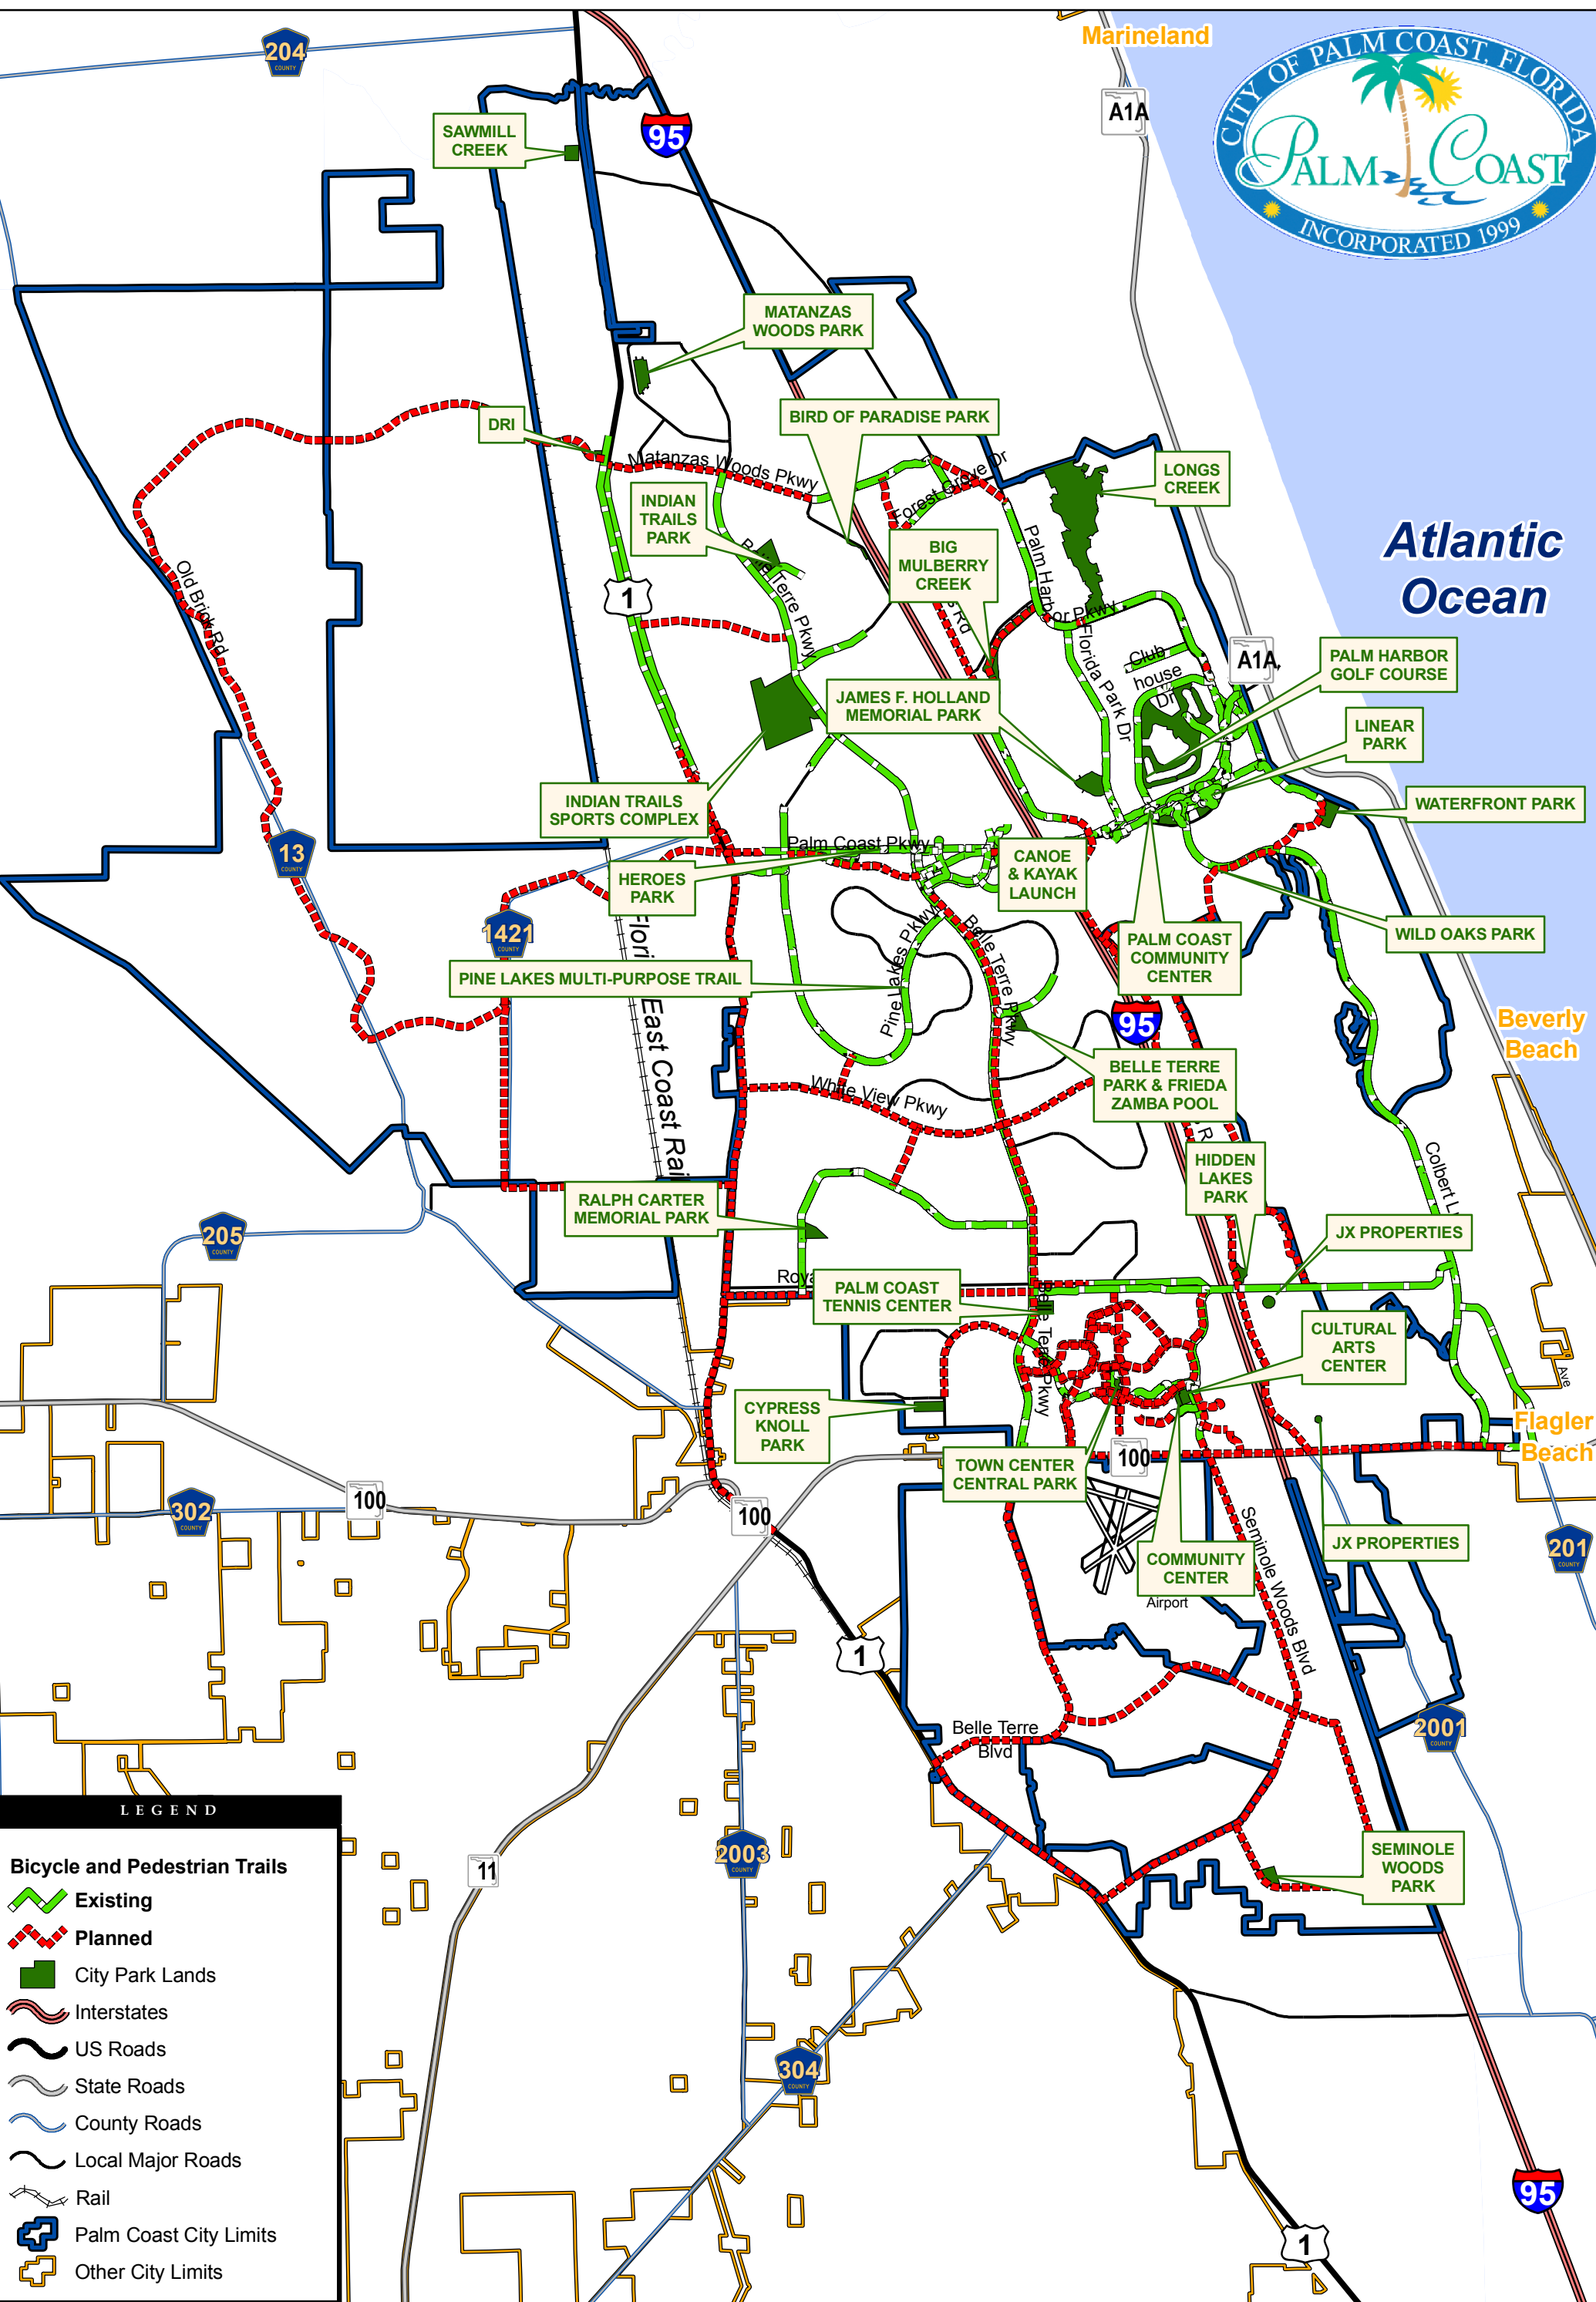 Marineland
CITY OF PALM COAST, FLORIDA
PALM COAST
INCORPORATED 1999
204
COUNTY
95
A1A
SAWMILL
CREEK
MATANZAS
WOODS PARK
DRI
BIRD OF PARADISE PARK
Matanzas Woods Pkwy
Forest Grove Dr
LONGS
CREEK
INDIAN
TRAILS
PARK
BIG
MULBERRY
CREEK
Atlantic
Ocean
1
Old Brick Rd
Belle Terre Pkwy
Palm Harbor Pkwy
Rd
Florida Park Dr
Club
house
Dr
A1A
PALM HARBOR
GOLF COURSE
JAMES F. HOLLAND
MEMORIAL PARK
LINEAR
PARK
INDIAN TRAILS
SPORTS COMPLEX
WATERFRONT PARK
13
COUNTY
Palm Coast Pkwy
HEROES
PARK
CANOE
& KAYAK
LAUNCH
1421
COUNTY
Flori
East Coast Rail
PALM COAST
COMMUNITY
CENTER
WILD OAKS PARK
PINE LAKES MULTI-PURPOSE TRAIL
Pine Lakes Pkwy
Belle Terre Pkwy
95
Beverly
Beach
BELLE TERRE
PARK & FRIEDA
ZAMBA POOL
White View Pkwy
R
HIDDEN
LAKES
PARK
Colbert L
RALPH CARTER
MEMORIAL PARK
205
COUNTY
JX PROPERTIES
Roya
PALM COAST
TENNIS CENTER
Belle Terre Pkwy
CULTURAL
ARTS
CENTER
Ave
CYPRESS
KNOLL
PARK
Flagler
Beach
TOWN CENTER
CENTRAL PARK
100
302
COUNTY
100
100
Seminole Woods Blvd
JX PROPERTIES
201
COUNTY
COMMUNITY
CENTER
Airport
1
Belle Terre
Blvd
2001
COUNTY
LEGEND
Bicycle and Pedestrian Trails
Existing
Planned
City Park Lands
Interstates
US Roads
State Roads
County Roads
Local Major Roads
Rail
Palm Coast City Limits
Other City Limits
11
2003
COUNTY
SEMINOLE
WOODS
PARK
304
COUNTY
95
1